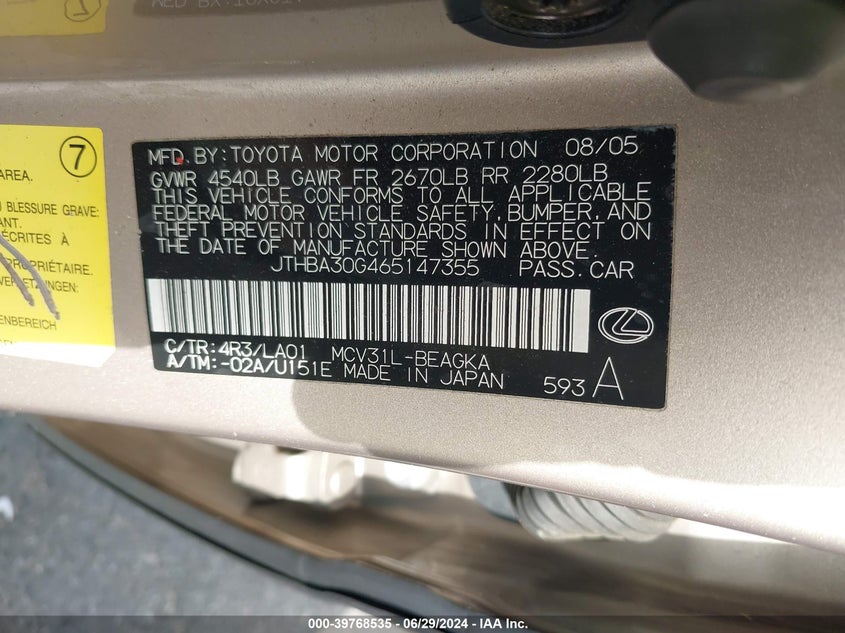 7
AREA.
BLESSURE GRAVE:
ANT.
ÉCRITES À
PROPRIÉTAIRE.
ENBEREICH
MFD. BY: TOYOTA MOTOR CORPORATION 08/05
GVWR 4540LB GAWR FR 2670LB RR 2280LB
THIS VEHICLE CONFORMS TO ALL APPLICABLE
FEDERAL MOTOR VEHICLE SAFETY, BUMPER, AND
THEFT PREVENTION STANDARDS IN EFFECT ON
THE DATE OF MANUFACTURE SHOWN ABOVE.
JTHBA30G465147355 PASS. CAR
C/TR: 4R3/LA01 MCV31L-BEAGKA
A/TM: -02A/U151E MADE IN JAPAN 593 A
000-39768535 - 06/29/2024 - IAA Inc.